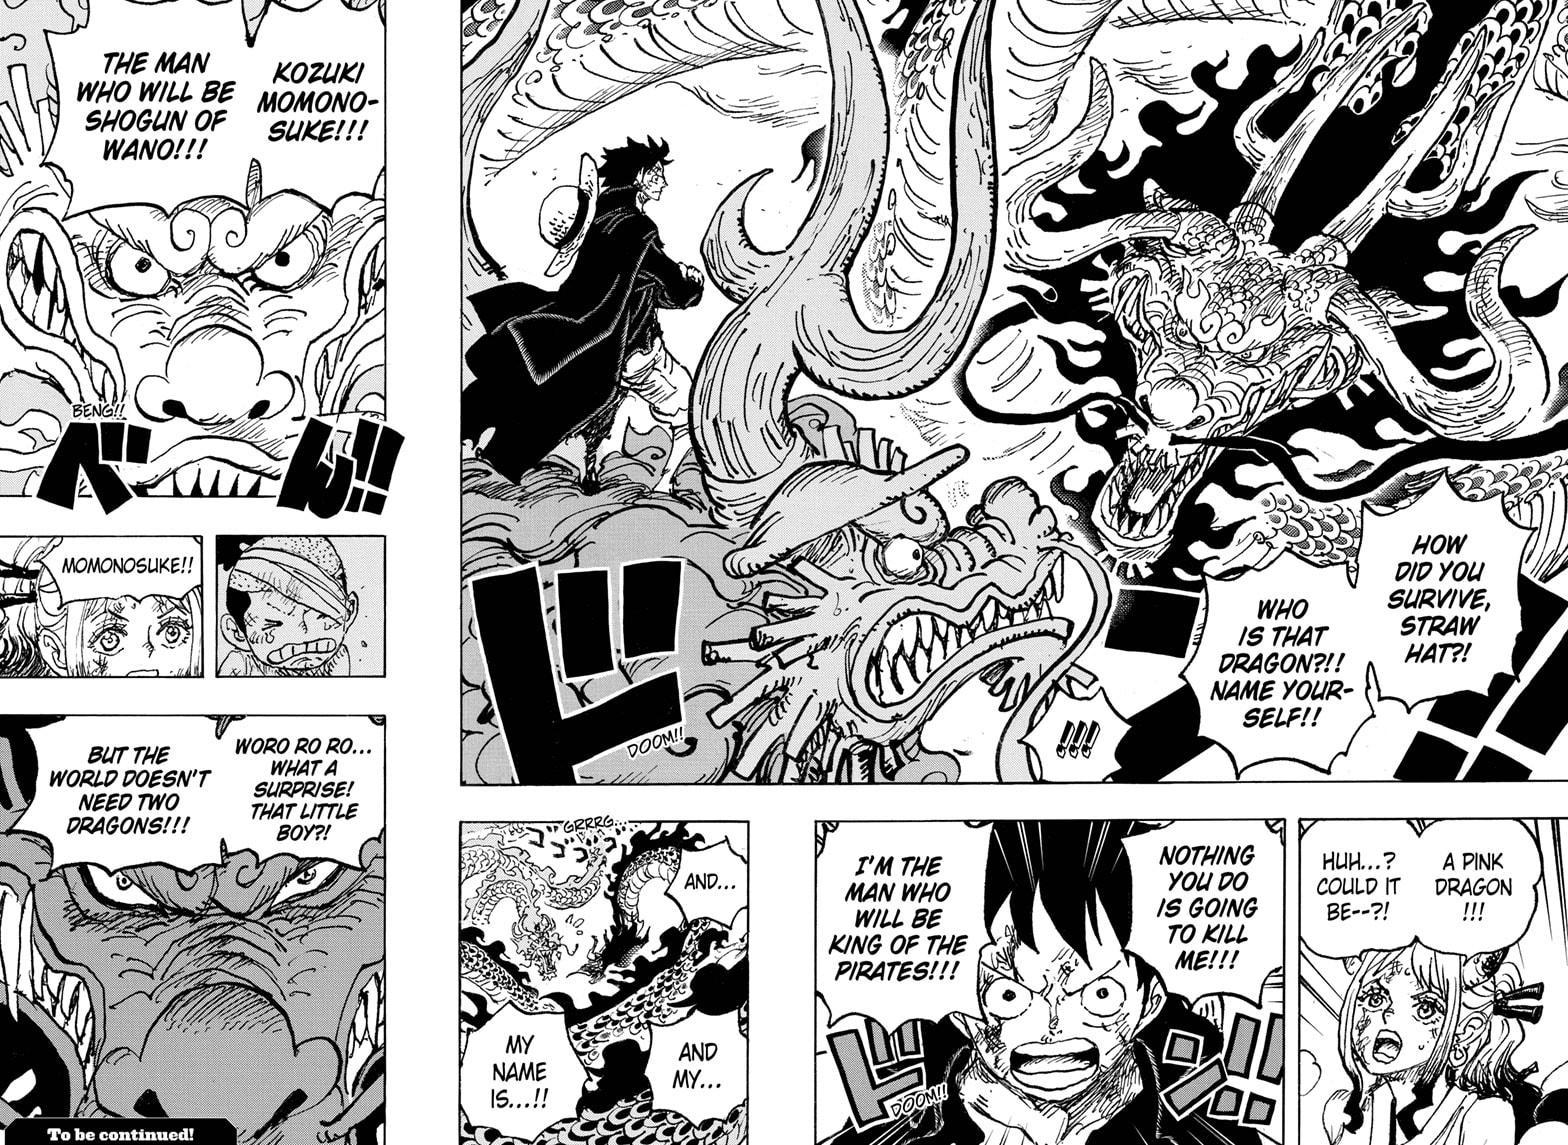 HOW
DID YOU
SURVIVE,
STRAW
HAT?!
WHO
IS THAT
DRAGON?!!
NAME YOUR-
SELF!!
!!!
ド
DOOM!!
A PINK
DRAGON
!!!
HUH...?
COULD IT
BE--?!
NOTHING
YOU DO
IS GOING
TO KILL
ME!!!
I'M THE
MAN WHO
WILL BE
KING OF THE
PIRATES!!!
ドン!!
DOOM!!
GRRRG...
AND...
AND
MY...
MY
NAME
IS...!!
KOZUKI
MOMONO-
SUKE!!!
THE MAN
WHO WILL BE
SHOGUN OF
WANO!!!
BENG!!
べん!!
MOMONOSUKE!!
WORO RO RO...
WHAT A
SURPRISE!
THAT LITTLE
BOY?!
BUT THE
WORLD DOESN'T
NEED TWO
DRAGONS!!!
To be continued!